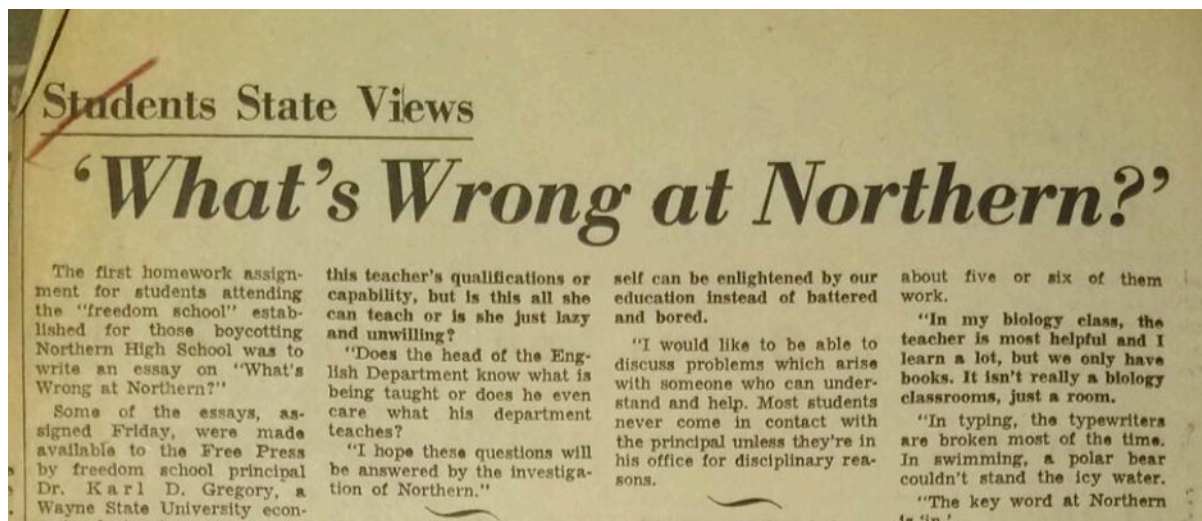 Students State Views
'What's Wrong at Northern?'
The first homework assign-
ment for students attending
the "freedom school" estab-
lished for those boycotting
Northern High School was to
write an essay on "What's
Wrong at Northern?"
Some of the essays, as-
signed Friday, were made
available to the Free Press
by freedom school principal
Dr. Karl D. Gregory, a
Wayne State University econ-
this teacher's qualifications or
capability, but is this all she
can teach or is she just lazy
and unwilling?
"Does the head of the Eng-
lish Department know what is
being taught or does he even
care what his department
teaches?
"I hope these questions will
be answered by the investiga-
tion of Northern."
self can be enlightened by our
education instead of battered
and bored.
"I would like to be able to
discuss problems which arise
with someone who can under-
stand and help. Most students
never come in contact with
the principal unless they're in
his office for disciplinary rea-
sons.
about five or six of them
work.
"In my biology class, the
teacher is most helpful and I
learn a lot, but we only have
books. It isn't really a biology
classrooms, just a room.
"In typing, the typewriters
are broken most of the time.
In swimming, a polar bear
couldn't stand the icy water.
"The key word at Northern
is 'in.'